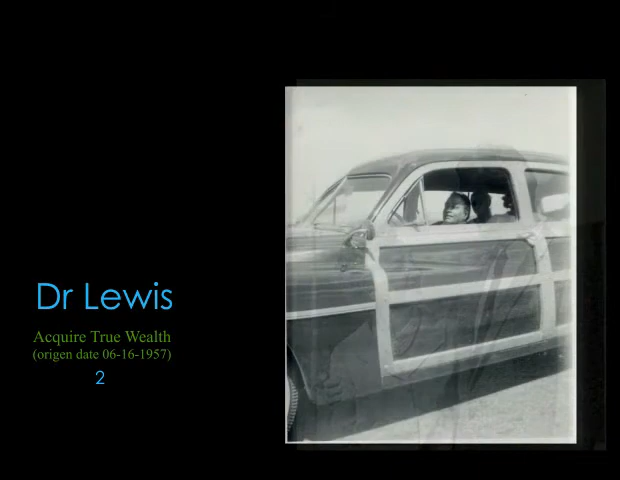 Dr Lewis
Acquire True Wealth
(origen date 06-16-1957)
2